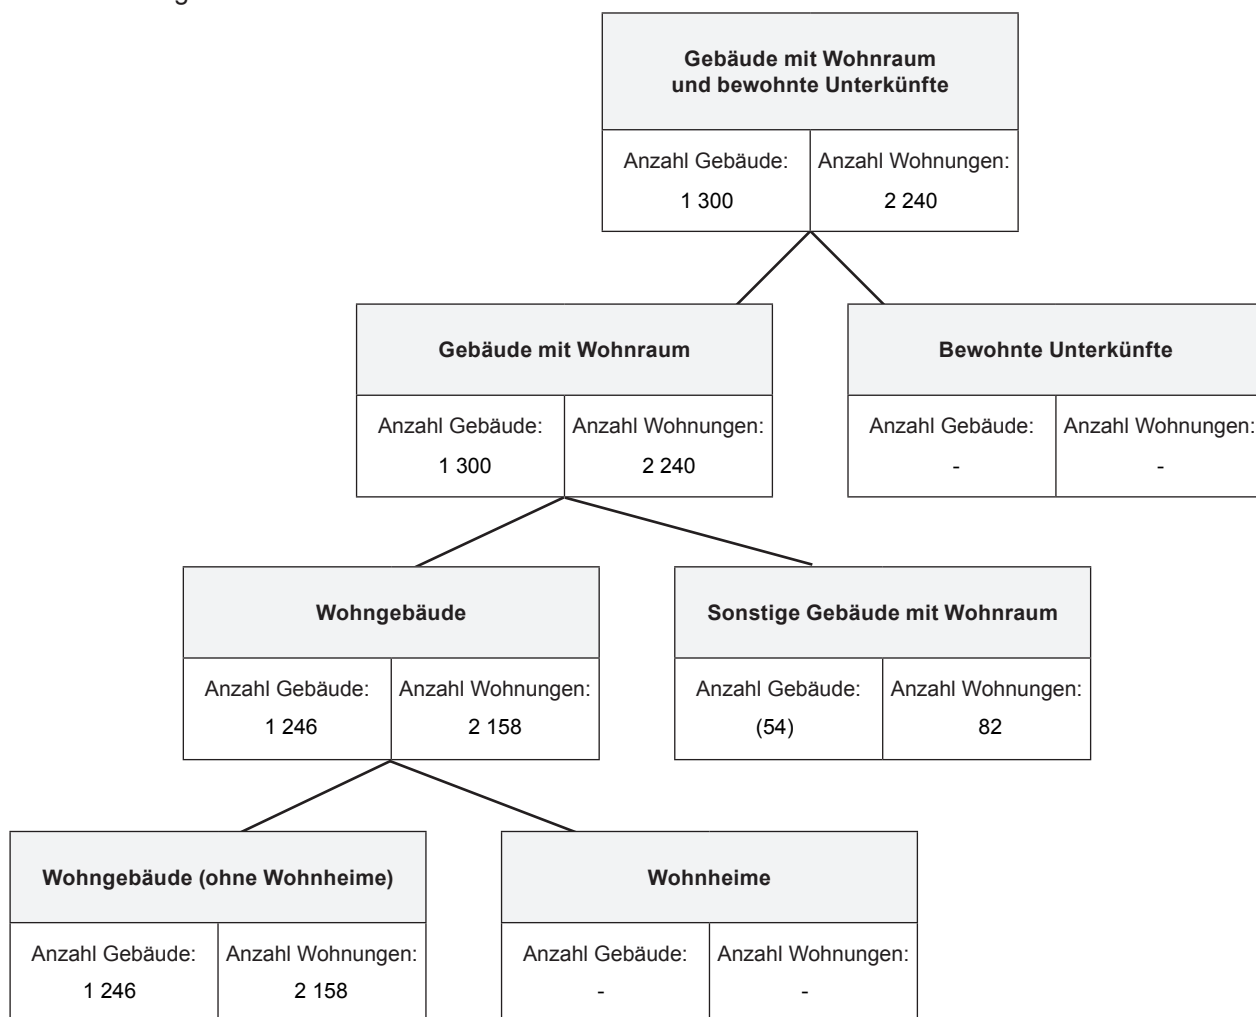 Gebäude mit Wohnraum
und bewohnte Unterkünfte
Anzahl Gebäude: Anzahl Wohnungen:
1 300 2 240
Gebäude mit Wohnraum Bewohnte Unterkünfte
Anzahl Gebäude: Anzahl Wohnungen: Anzahl Gebäude: Anzahl Wohnungen:
1 300 2 240 - -
Wohngebäude Sonstige Gebäude mit Wohnraum
Anzahl Gebäude: Anzahl Wohnungen: Anzahl Gebäude: Anzahl Wohnungen:
1 246 2 158 (54) 82
Wohngebäude (ohne Wohnheime) Wohnheime
Anzahl Gebäude: Anzahl Wohnungen: Anzahl Gebäude: Anzahl Wohnungen:
1 246 2 158 - -